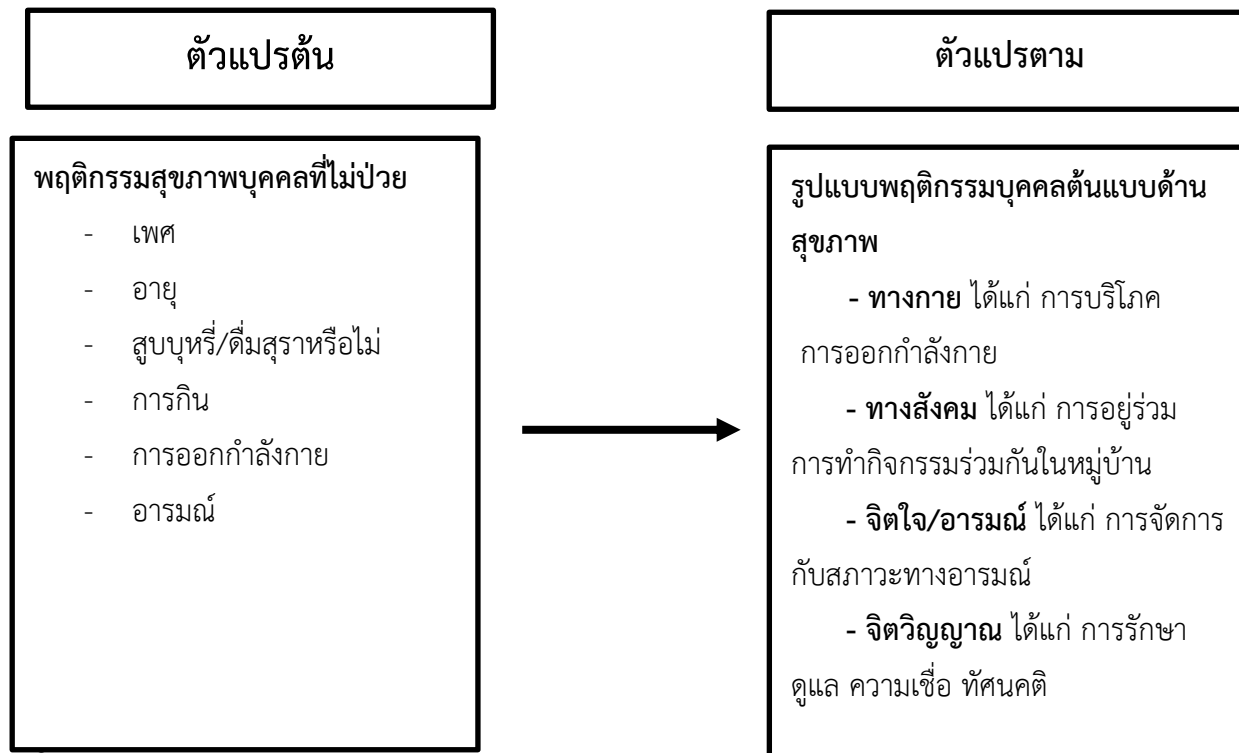 ตัวแปรต้น
ตัวแปรตาม
พฤติกรรมสุขภาพบุคคลที่ไม่ป่วย
- เพศ
- อายุ
- สูบบุหรี่/ดื่มสุราหรือไม่
- การกิน
- การออกกำลังกาย
- อารมณ์
รูปแบบพฤติกรรมบุคคลต้นแบบด้าน
สุขภาพ
- ทางกาย ได้แก่ การบริโภค
การออกกำลังกาย
- ทางสังคม ได้แก่ การอยู่ร่วม
การทำกิจกรรมร่วมกันในหมู่บ้าน
- จิตใจ/อารมณ์ ได้แก่ การจัดการ
กับสภาวะทางอารมณ์
- จิตวิญญาณ ได้แก่ การรักษา
ดูแล ความเชื่อ ทัศนคติ